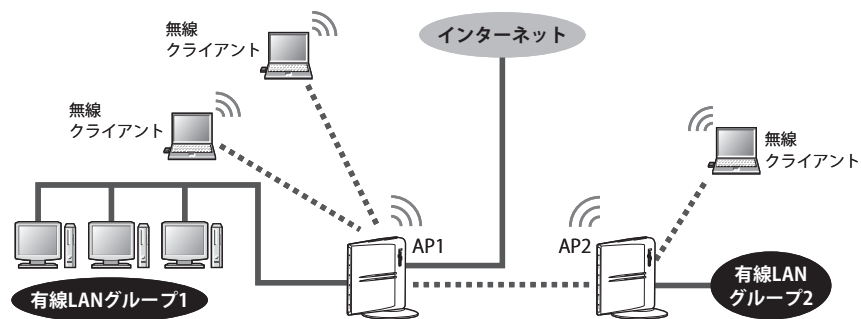 無線
クライアント
インターネット
無線
クライアント
無線
クライアント
AP1
AP2
有線LANグループ1
有線LAN
グループ2